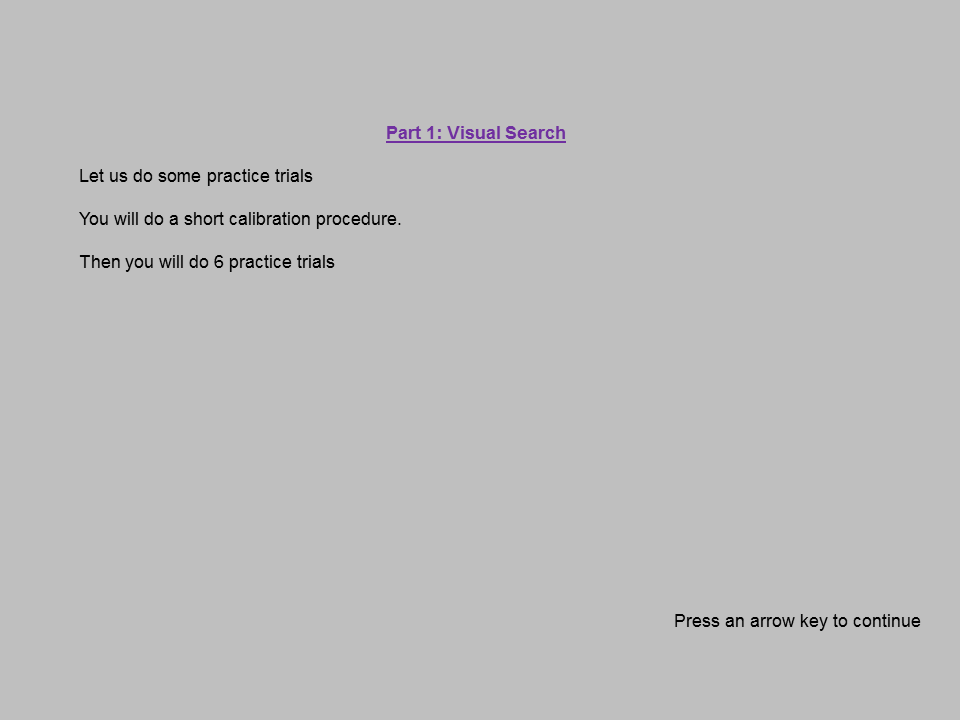 Part 1: Visual Search
Let us do some practice trials
You will do a short calibration procedure.
Then you will do 6 practice trials
Press an arrow key to continue